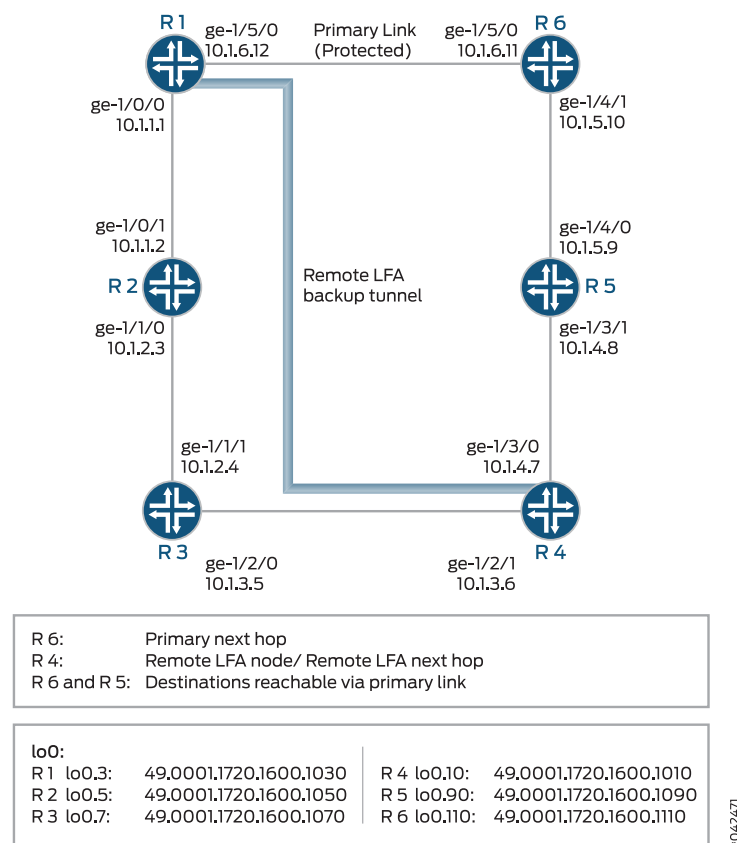 R 1
ge-1/5/0
10.1.6.12
Primary Link
(Protected)
ge-1/5/0
10.1.6.11
R 6
ge-1/0/0
10.1.1.1
ge-1/4/1
10.1.5.10
ge-1/0/1
10.1.1.2
R 2
ge-1/1/0
10.1.2.3
Remote LFA
backup tunnel
ge-1/4/0
10.1.5.9
R 5
ge-1/3/1
10.1.4.8
ge-1/1/1
10.1.2.4
R 3
ge-1/2/0
10.1.3.5
ge-1/3/0
10.1.4.7
R 4
ge-1/2/1
10.1.3.6
R 6: Primary next hop
R 4: Remote LFA node/ Remote LFA next hop
R 6 and R 5: Destinations reachable via primary link
lo0:
R 1 lo0.3: 49.0001.1720.1600.1030 R 4 lo0.10: 49.0001.1720.1600.1010
R 2 lo0.5: 49.0001.1720.1600.1050 R 5 lo0.90: 49.0001.1720.1600.1090
R 3 lo0.7: 49.0001.1720.1600.1070 R 6 lo0.110: 49.0001.1720.1600.1110